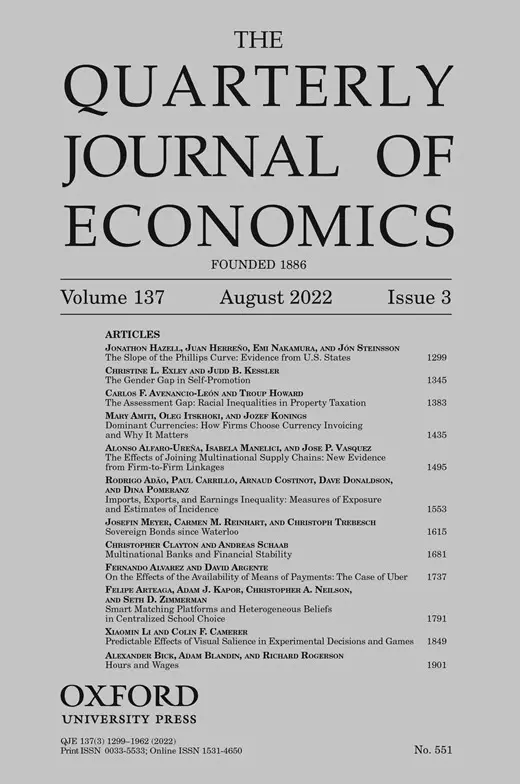 THE
QUARTERLY
JOURNAL OF
ECONOMICS
FOUNDED 1886
Volume 137 August 2022 Issue 3
ARTICLES
JONATHON HAZELL, JUAN HERREÑO, EMI NAKAMURA, AND JÓN STEINSSON
The Slope of the Phillips Curve: Evidence from U.S. States 1299
CHRISTINE L. EXLEY AND JUDD B. KESSLER
The Gender Gap in Self-Promotion 1345
CARLOS F. AVENANCIO-LEÓN AND TROUP HOWARD
The Assessment Gap: Racial Inequalities in Property Taxation 1383
MARY AMITI, OLEG ITSKHOKI, AND JOZEF KONINGS
Dominant Currencies: How Firms Choose Currency Invoicing
and Why It Matters 1435
ALONSO ALFARO-UREÑA, ISABELA MANELICI, AND JOSE P. VASQUEZ
The Effects of Joining Multinational Supply Chains: New Evidence
from Firm-to-Firm Linkages 1495
RODRIGO ADÃO, PAUL CARRILLO, ARNAUD COSTINOT, DAVE DONALDSON,
AND DINA POMERANZ
Imports, Exports, and Earnings Inequality: Measures of Exposure
and Estimates of Incidence 1553
JOSEFIN MEYER, CARMEN M. REINHART, AND CHRISTOPH TREBESCH
Sovereign Bonds since Waterloo 1615
CHRISTOPHER CLAYTON AND ANDREAS SCHAAB
Multinational Banks and Financial Stability 1681
FERNANDO ALVAREZ AND DAVID ARGENTE
On the Effects of the Availability of Means of Payments: The Case of Uber 1737
FELIPE ARTEAGA, ADAM J. KAPOR, CHRISTOPHER A. NEILSON,
AND SETH D. ZIMMERMAN
Smart Matching Platforms and Heterogeneous Beliefs
in Centralized School Choice 1791
XIAOMIN LI AND COLIN F. CAMERER
Predictable Effects of Visual Salience in Experimental Decisions and Games 1849
ALEXANDER BICK, ADAM BLANDIN, AND RICHARD ROGERSON
Hours and Wages 1901
OXFORD
UNIVERSITY PRESS
QJE 137(3) 1299–1962 (2022)
Print ISSN 0033-5533; Online ISSN 1531-4650 No. 551